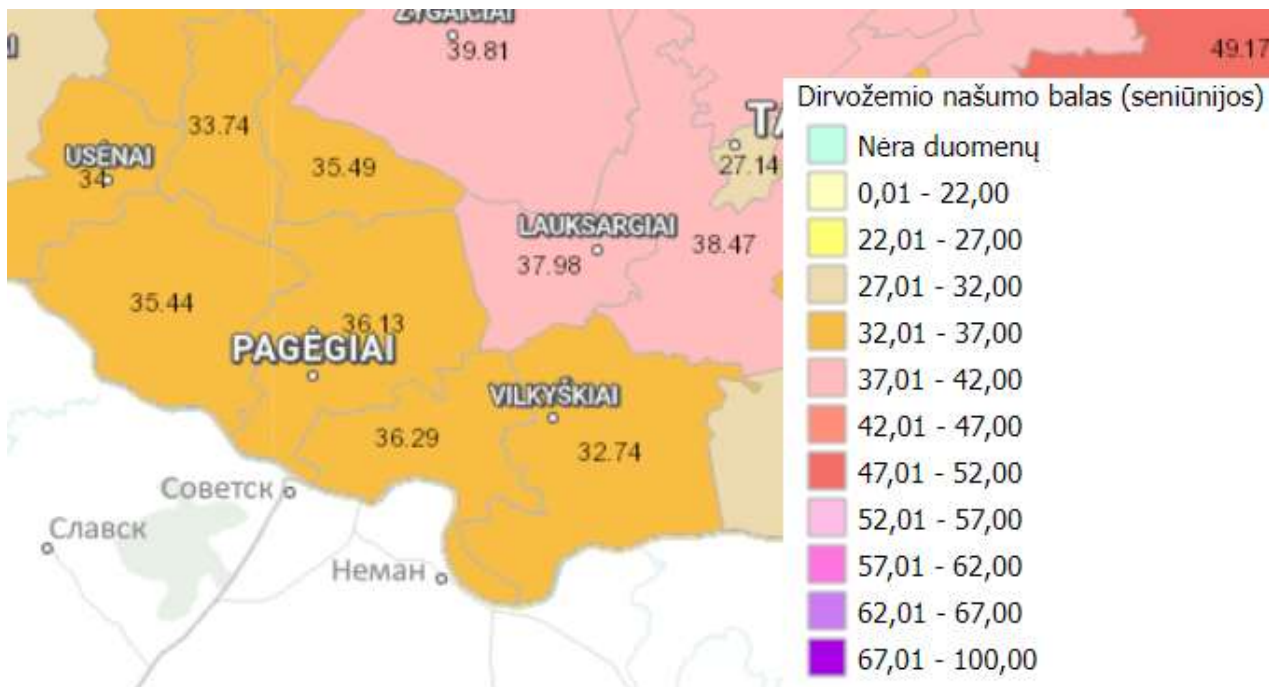 ŽYGAIČIAI
39.81
49.17
33.74
USĖNAI
34
35.49
27.14
LAUKSARGIAI
37.98
38.47
35.44
36.13
PAGĖGIAI
VILKYŠKIAI
36.29
32.74
Советск
Славск
Неман
Dirvožemio našumo balas (seniūnijos)
Nėra duomenų
0,01 - 22,00
22,01 - 27,00
27,01 - 32,00
32,01 - 37,00
37,01 - 42,00
42,01 - 47,00
47,01 - 52,00
52,01 - 57,00
57,01 - 62,00
62,01 - 67,00
67,01 - 100,00